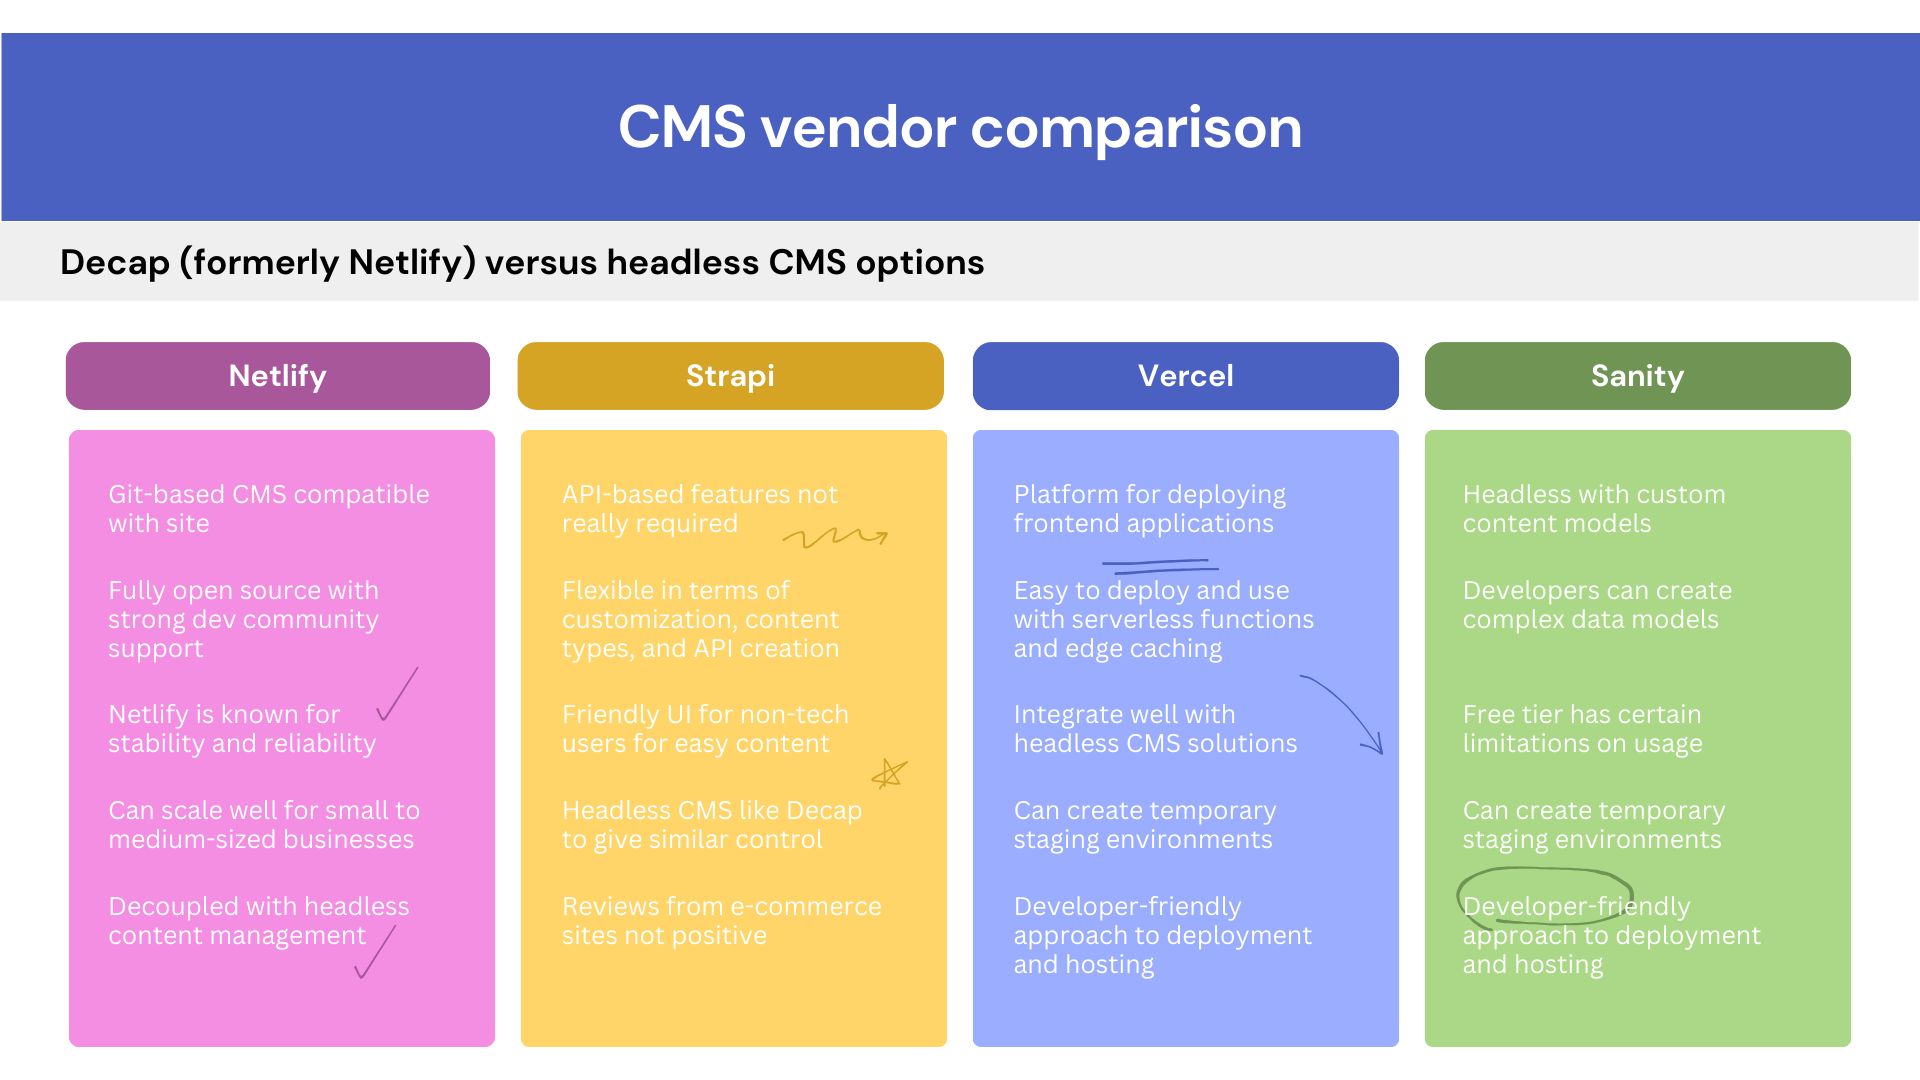 CMS vendor comparison
Decap (formerly Netlify) versus headless CMS options
Netlify
Git-based CMS compatible
with site
Fully open source with
strong dev community
support
Netlify is known for
stability and reliability
Can scale well for small to
medium-sized businesses
Decoupled with headless
content management
Strapi
API-based features not
really required
Flexible in terms of
customization, content
types, and API creation
Friendly UI for non-tech
users for easy content
Headless CMS like Decap
to give similar control
Reviews from e-commerce
sites not positive
Vercel
Platform for deploying
frontend applications
Easy to deploy and use
with serverless functions
and edge caching
Integrate well with
headless CMS solutions
Can create temporary
staging environments
Developer-friendly
approach to deployment
and hosting
Sanity
Headless with custom
content models
Developers can create
complex data models
Free tier has certain
limitations on usage
Can create temporary
staging environments
Developer-friendly
approach to deployment
and hosting